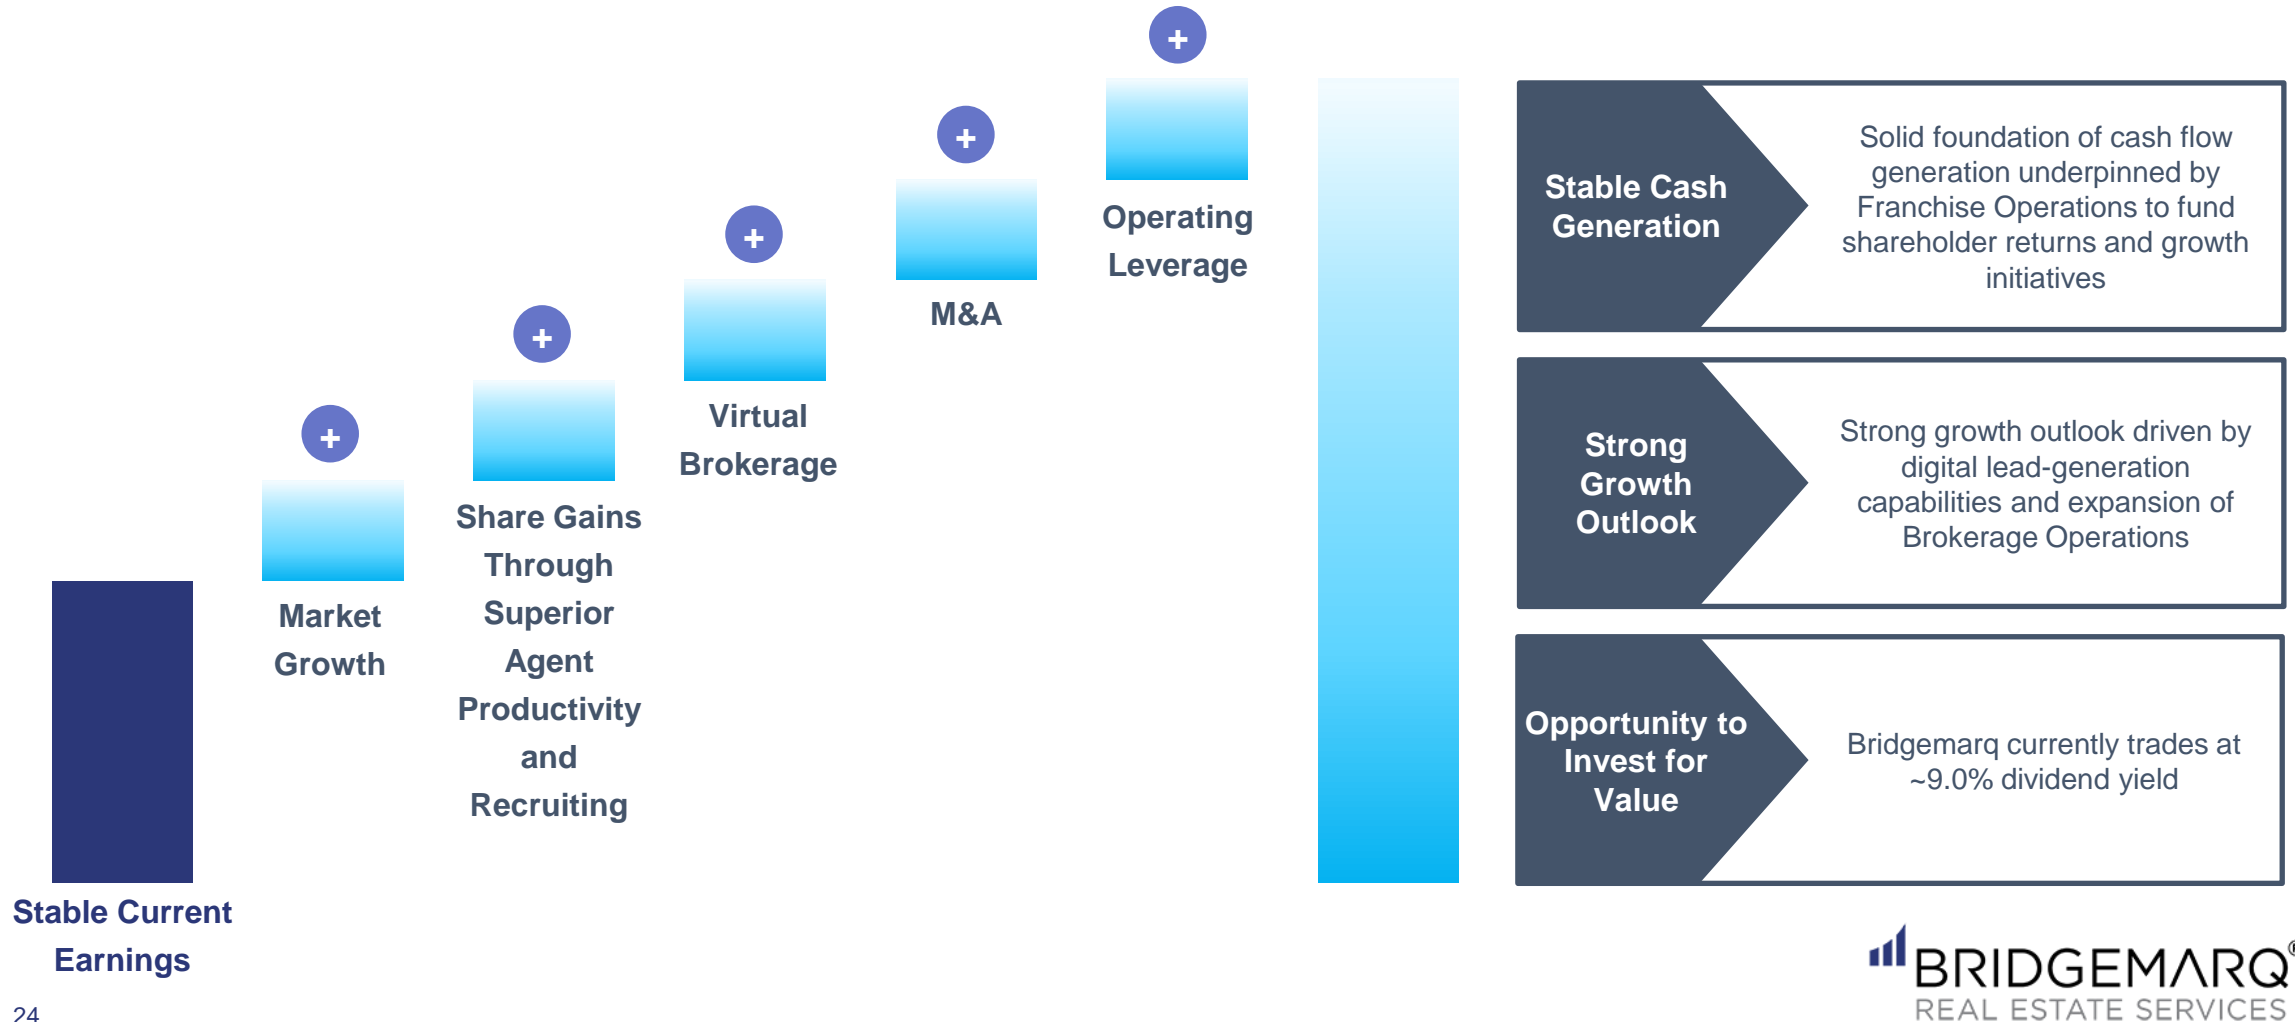 +
+
+
+
+
Stable Current
Earnings
Market
Growth
Share Gains
Through
Superior
Agent
Productivity
and
Recruiting
Virtual
Brokerage
M&A
Operating
Leverage
Stable Cash
Generation
Solid foundation of cash flow
generation underpinned by
Franchise Operations to fund
shareholder returns and growth
initiatives
Strong
Growth
Outlook
Strong growth outlook driven by
digital lead-generation
capabilities and expansion of
Brokerage Operations
Opportunity to
Invest for
Value
Bridgemarq currently trades at
~9.0% dividend yield
BRIDGEMARQ®
REAL ESTATE SERVICES
24